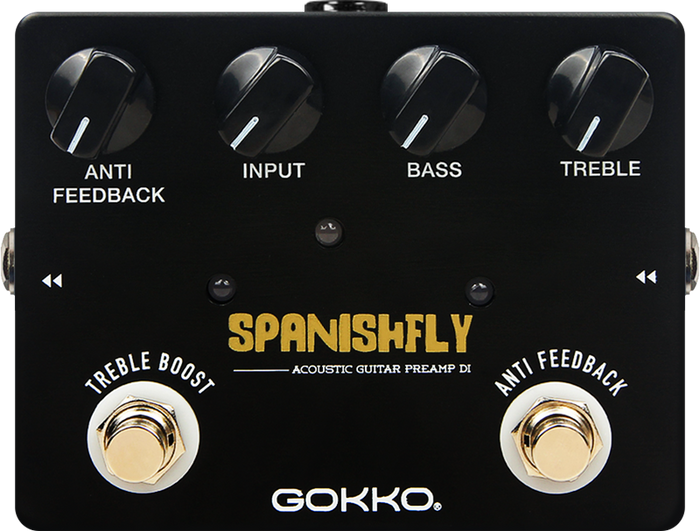 ANTI
FEEDBACK
INPUT
BASS
TREBLE
SPANISHFLY
ACOUSTIC GUITAR PREAMP DI
TREBLE BOOST
ANTI FEEDBACK
GOKKO®